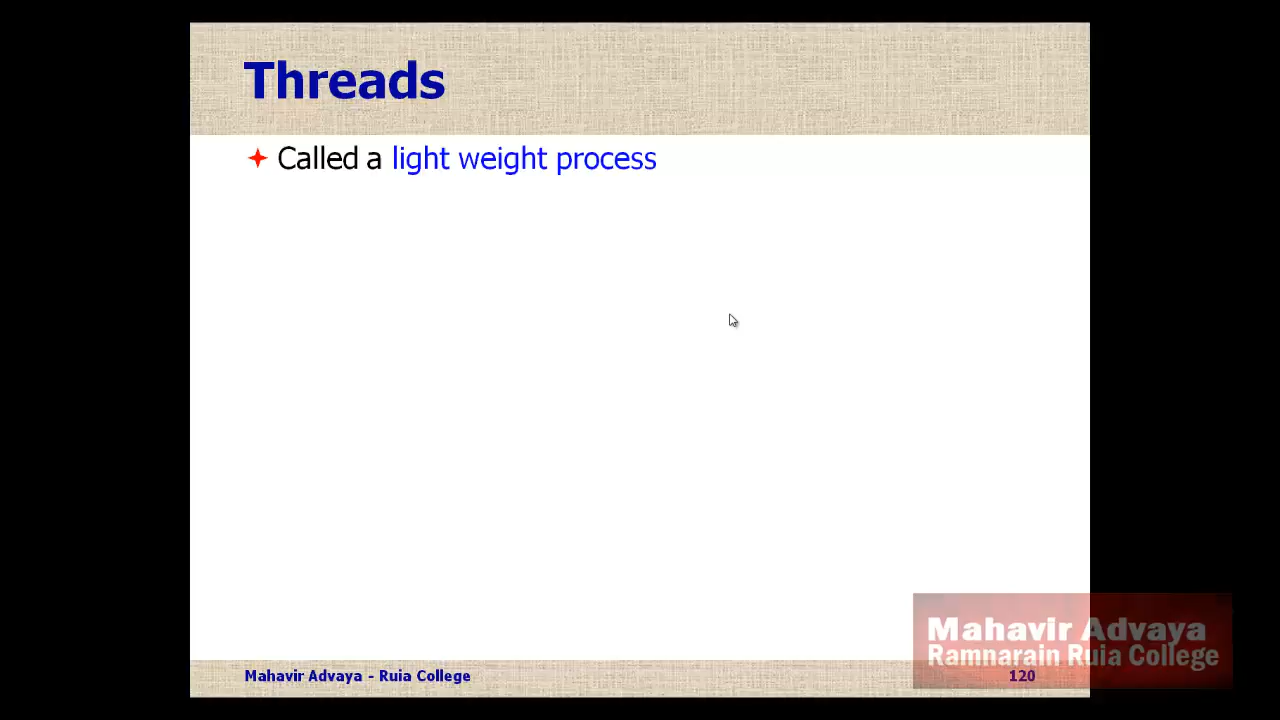 Threads
Called a light weight process
Mahavir Advaya
Ramnarain Ruia College
Mahavir Advaya - Ruia College
120